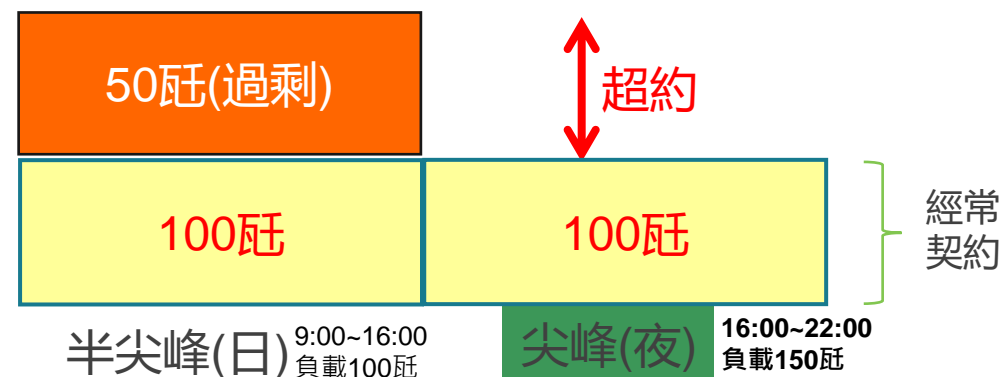 50瓩(過剩)
超約
100瓩
100瓩
經常
契約
半尖峰(日)
9:00~16:00
負載100瓩
尖峰(夜)
16:00~22:00
負載150瓩